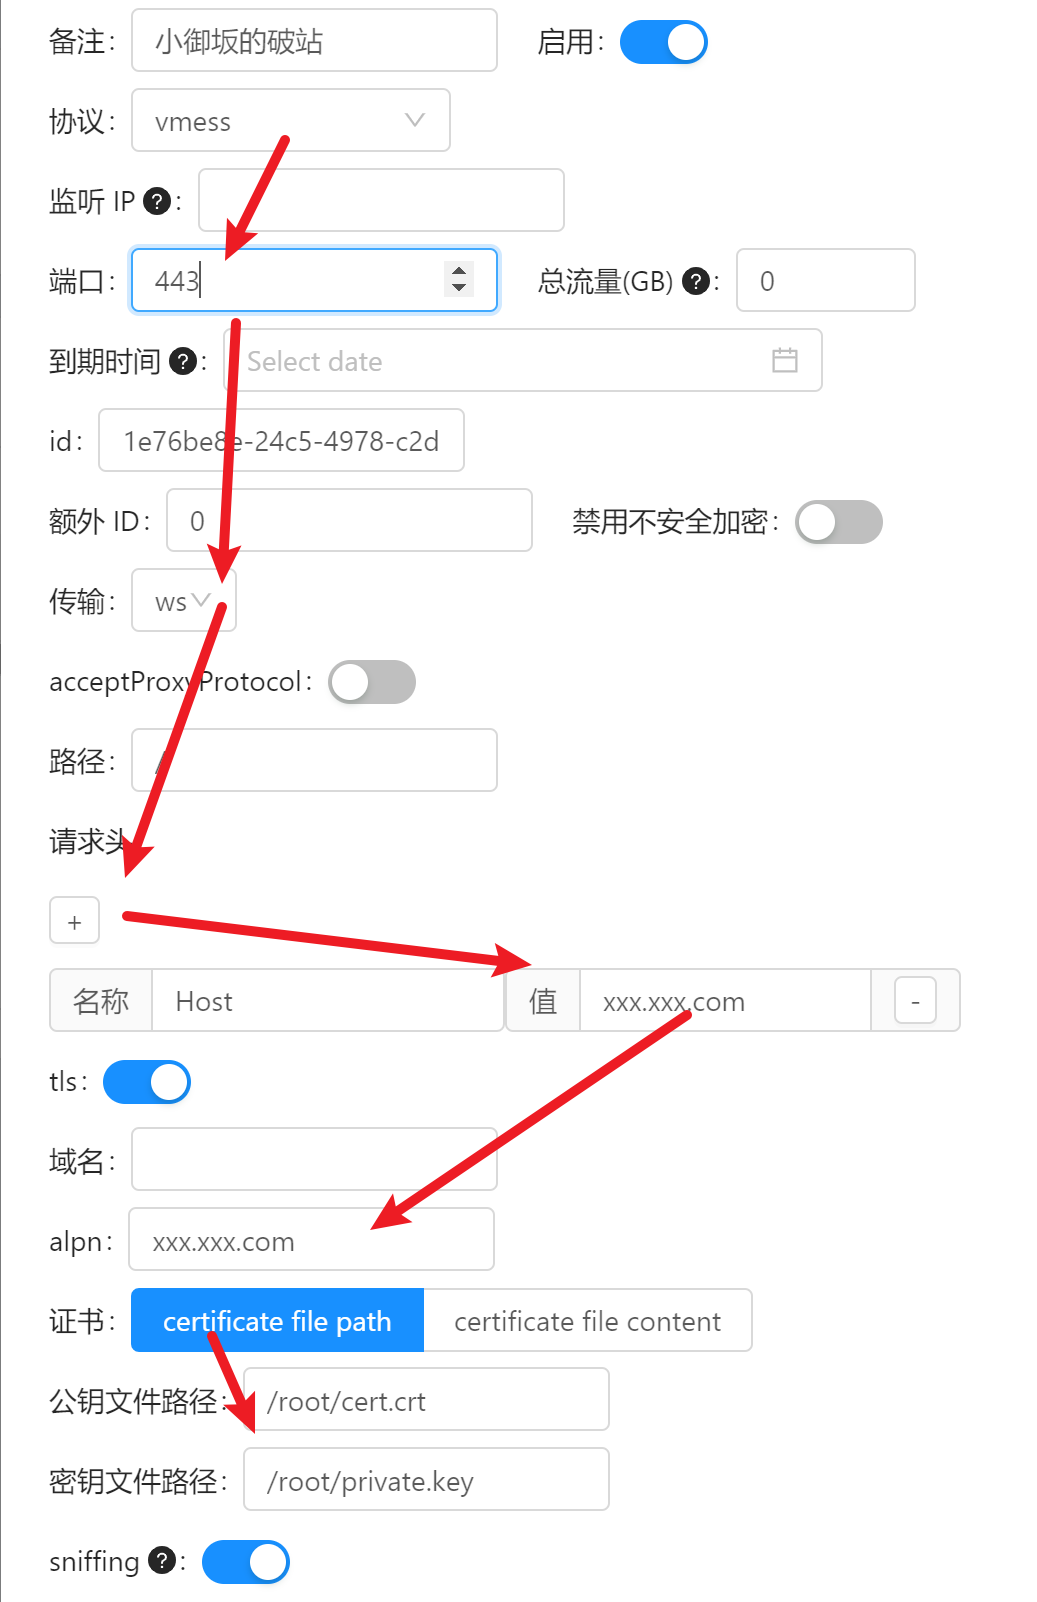 备注： 小御坂的破站 启用：
协议： vmess
监听 IP ?：
端口： 443 总流量(GB) ?： 0
到期时间 ?： Select date
id： 1e76be8e-24c5-4978-c2d
额外 ID： 0 禁用不安全加密：
传输： ws
acceptProxyProtocol：
路径： /
请求头
+
名称 Host 值 xxx.xxx.com -
tls：
域名：
alpn： xxx.xxx.com
证书： certificate file path certificate file content
公钥文件路径： /root/cert.crt
密钥文件路径： /root/private.key
sniffing ?：